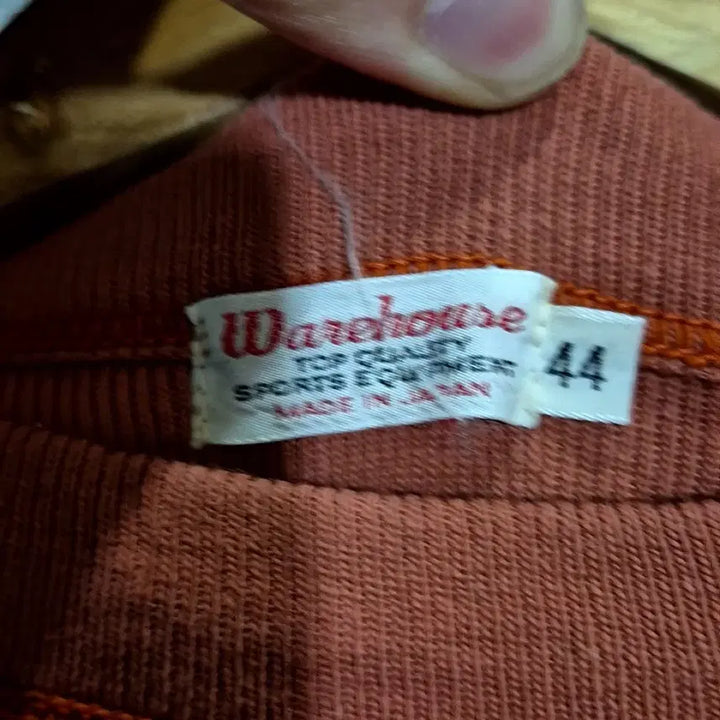 Warehouse
TOP QUALITY
SPORTS EQUIPMENT
MADE IN JAPAN
44